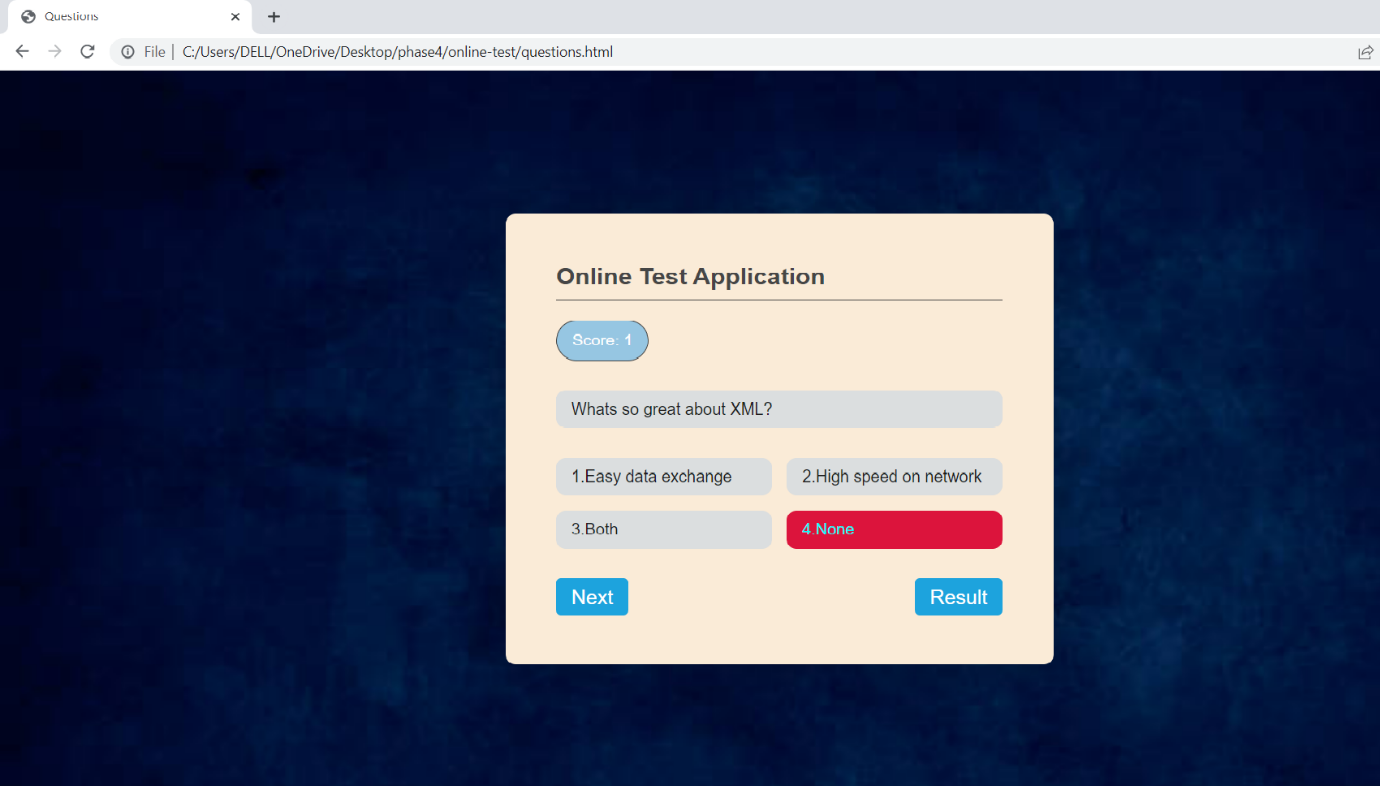 Questions
File | C:/Users/DELL/OneDrive/Desktop/phase4/online-test/questions.html
Online Test Application
Score: 1
Whats so great about XML?
1.Easy data exchange
2.High speed on network
3.Both
4.None
Next
Result